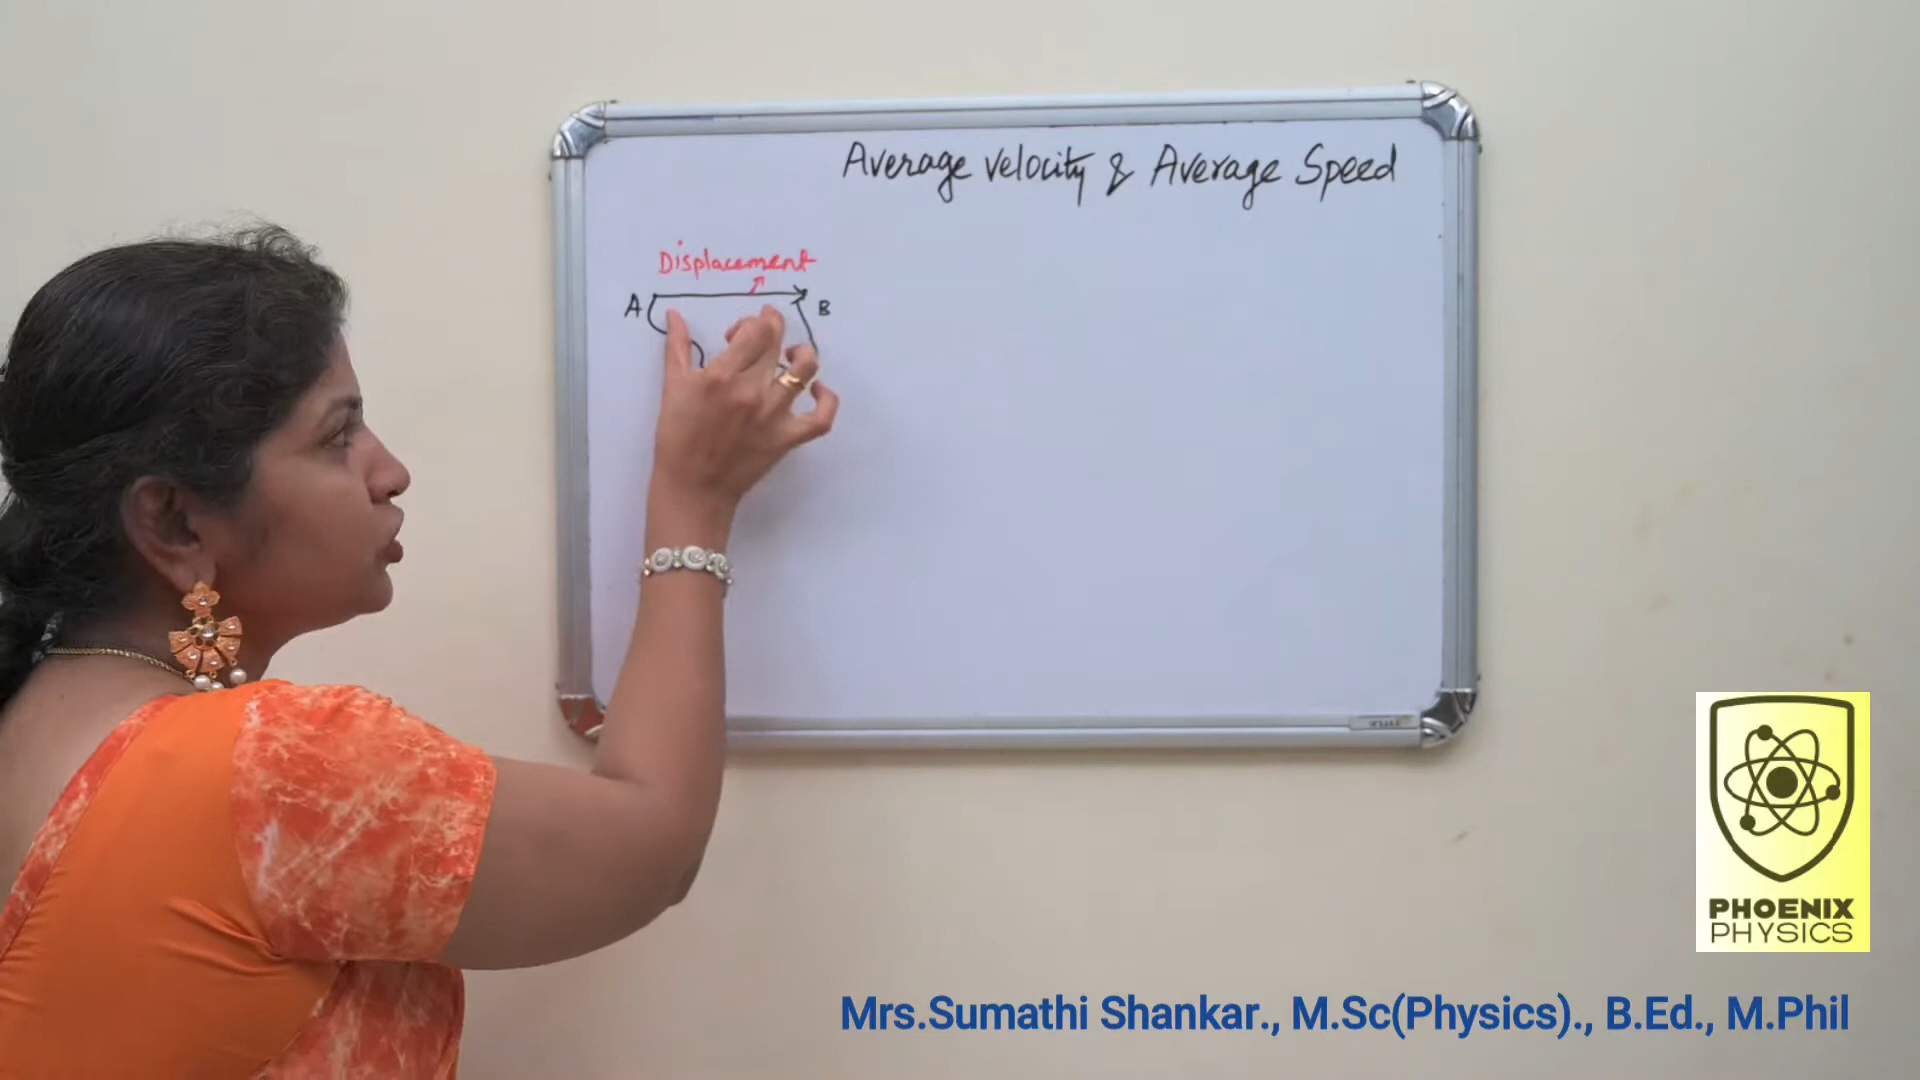 Average velocity & Average Speed
Displacement
A
B
PHOENIX
PHYSICS
Mrs.Sumathi Shankar., M.Sc(Physics)., B.Ed., M.Phil